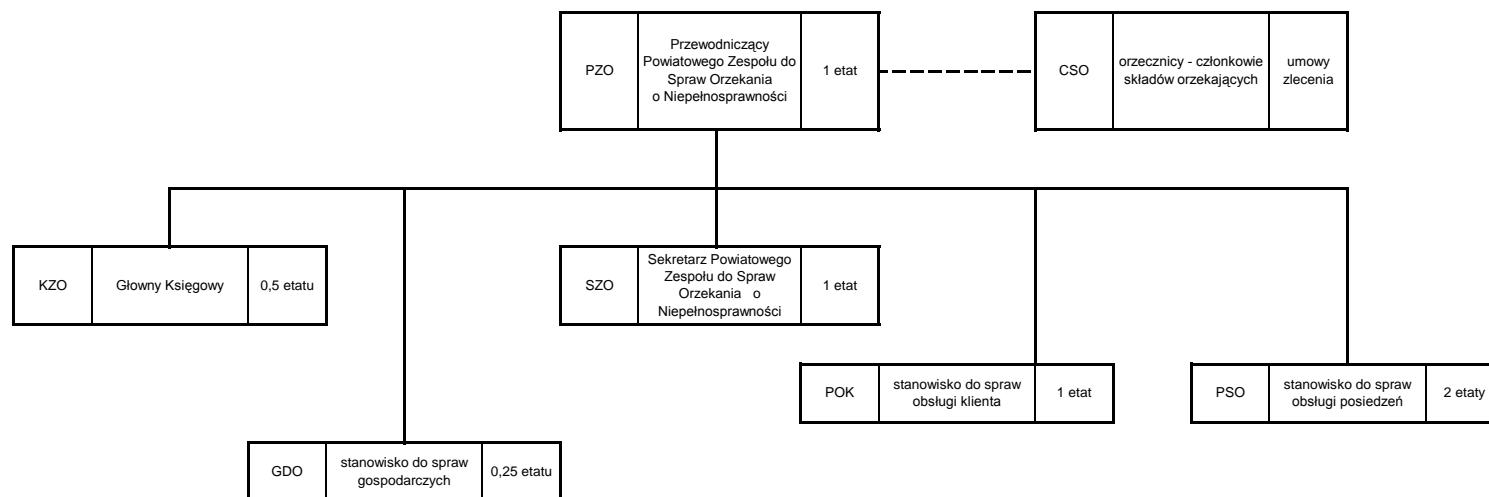 PZO
Przewodniczący
Powiatowego Zespołu do
Spraw Orzekania
o Niepełnosprawności
1 etat
CSO
orzecznicy - członkowie
składów orzekających
umowy
zlecenia
KZO
Głowny Księgowy
0,5 etatu
SZO
Sekretarz Powiatowego
Zespołu do Spraw
Orzekania o
Niepełnosprawności
1 etat
POK
stanowisko do spraw
obsługi klienta
1 etat
PSO
stanowisko do spraw
obsługi posiedzeń
2 etaty
GDO
stanowisko do spraw
gospodarczych
0,25 etatu